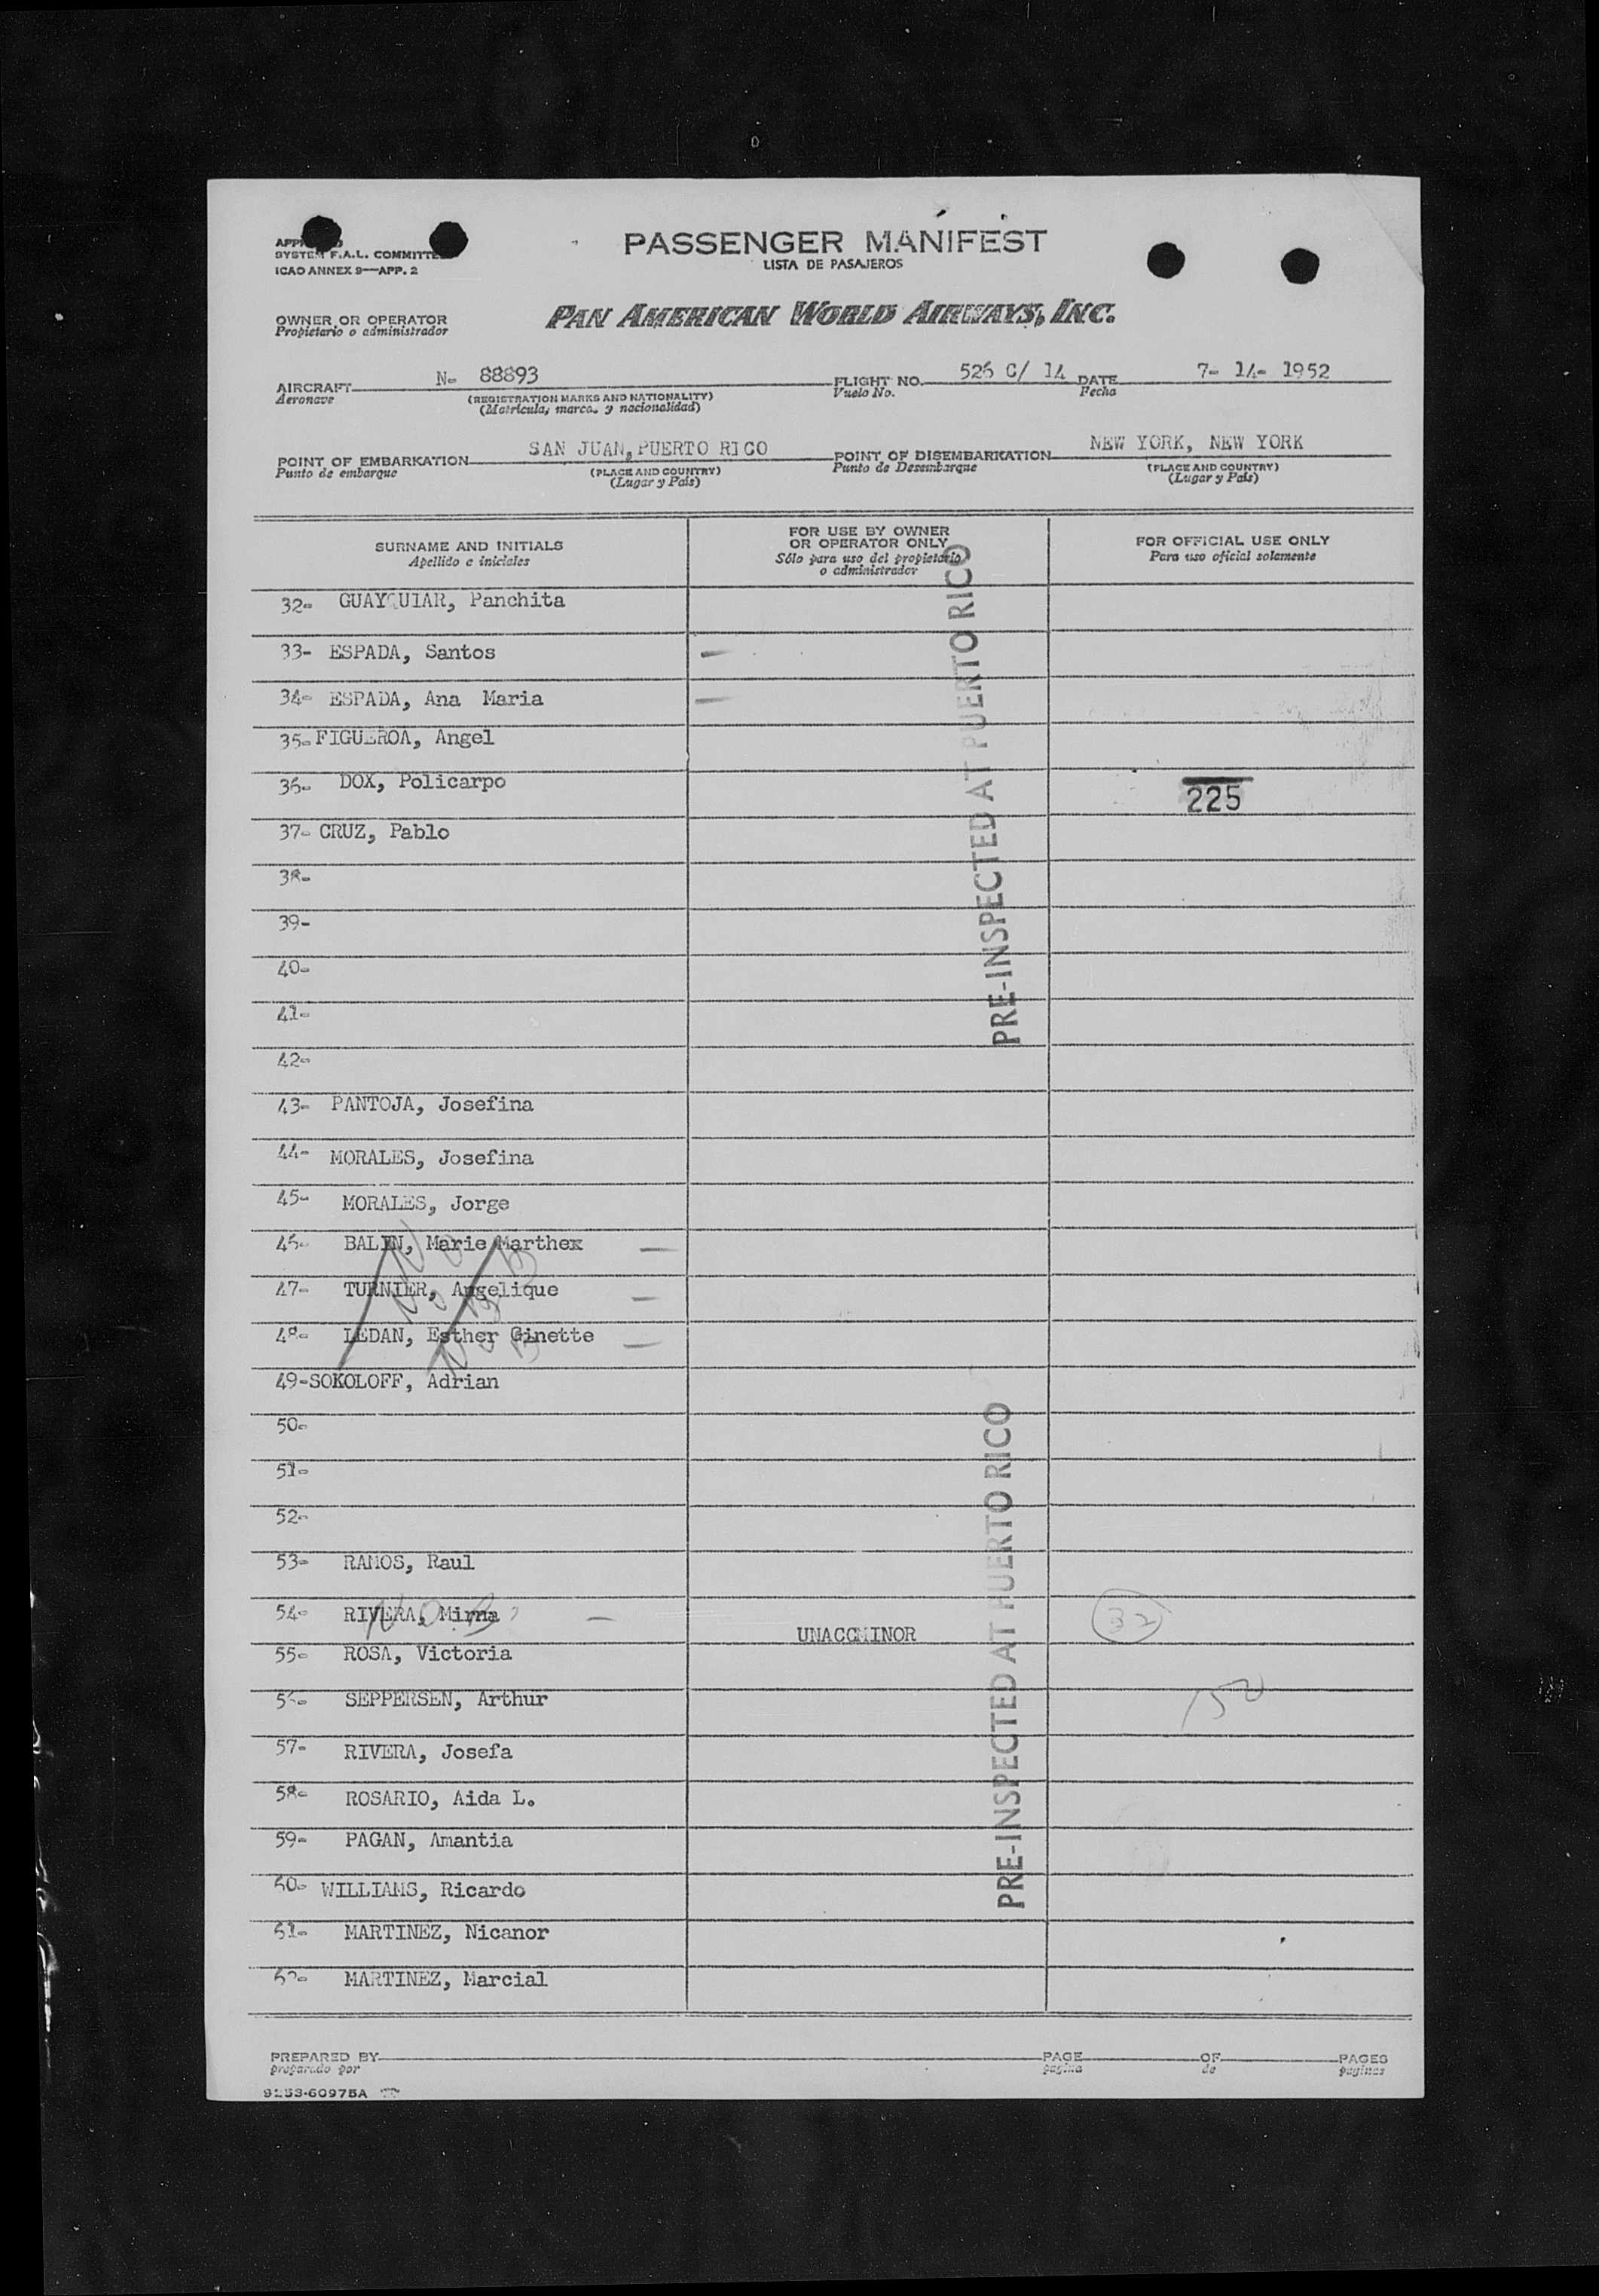 PASSENGER MANIFEST
LISTA DE PASAJEROS
SYSTEM F.A.L. COMMITTEE
ICAO ANNEX 9—APP. 2
OWNER OR OPERATOR
Propietario o administrador
PAN AMERICAN WORLD AIRWAYS, INC.
AIRCRAFT N- 88893 FLIGHT NO. 526 C/ 14 DATE 7- 14- 1952
Aeronave (REGISTRATION MARKS AND NATIONALITY) Vuelo No. Fecha
(Matrícula, marca. y nacionalidad)
POINT OF EMBARKATION SAN JUAN, PUERTO RICO POINT OF DISEMBARKATION NEW YORK, NEW YORK
Punto de embarque (PLACE AND COUNTRY) Punto de Desembarque (PLACE AND COUNTRY)
(Lugar y País) (Lugar y País)
SURNAME AND INITIALS
Apellido e iniciales
FOR USE BY OWNER
OR OPERATOR ONLY
Sólo para uso del propietario
o administrador
FOR OFFICIAL USE ONLY
Para uso oficial solamente
32- GUAYQUIAR, Panchita
33- ESPADA, Santos
34- ESPADA, Ana Maria
35- FIGUEROA, Angel
36- DOX, Policarpo
225
37- CRUZ, Pablo
38-
39-
40-
41-
42-
PRE-INSPECTED AT PUERTO RICO
43- PANTOJA, Josefina
44- MORALES, Josefina
45- MORALES, Jorge
46- BALIN, Marie Marthex
47- TURNIER, Angelique
48- LEDAN, Esther Ginette
49-SOKOLOFF, Adrian
50-
51-
52-
53- RAMOS, Raul
54- RIVERA, Mirna
NOB
UNACCMINOR
32
55- ROSA, Victoria
56- SEPPERSEN, Arthur
57- RIVERA, Josefa
58- ROSARIO, Aida L.
59- PAGAN, Amantia
60- WILLIAMS, Ricardo
61- MARTINEZ, Nicanor
62- MARTINEZ, Marcial
PRE-INSPECTED AT PUERTO RICO
PREPARED BY PAGE OF PAGES
preparado por pagina de paginas
9153-60975A